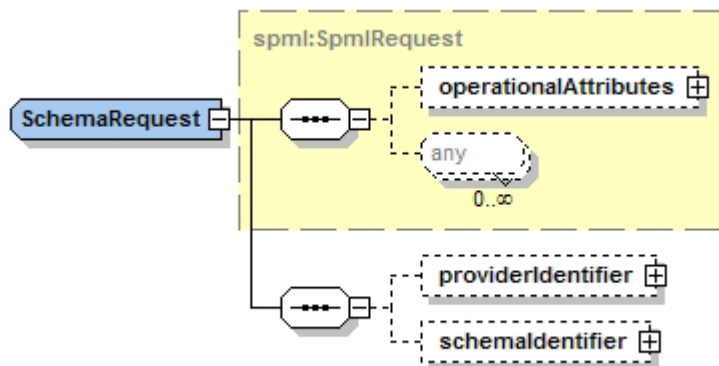 spml:SpmlRequest
operationalAttributes
SchemaRequest
any
0..∞
providerIdentifier
schemaIdentifier